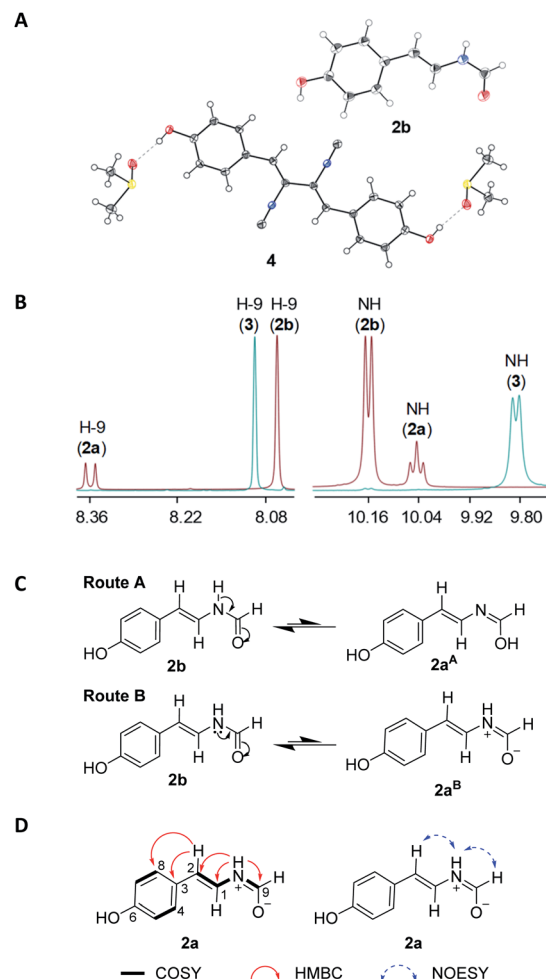 A
2b
4
B
H-9 H-9 NH
(3) (2b) (2b)
NH
(3)
H-9 NH
(2a) (2a)
8.36 8.22 8.08 10.16 10.04 9.92 9.80
C
Route A
H H
N H
HO O
2b
H
N H
HO OH
2aᴬ
Route B
H H
N H
HO H O
2b
H H
N H
+
HO H O⁻
2aᴮ
D
H H H
8 2 N
3 1 + 9
6 4 H O⁻
HO
2a
H H
N H
+
HO H O⁻
2a
COSY HMBC NOESY